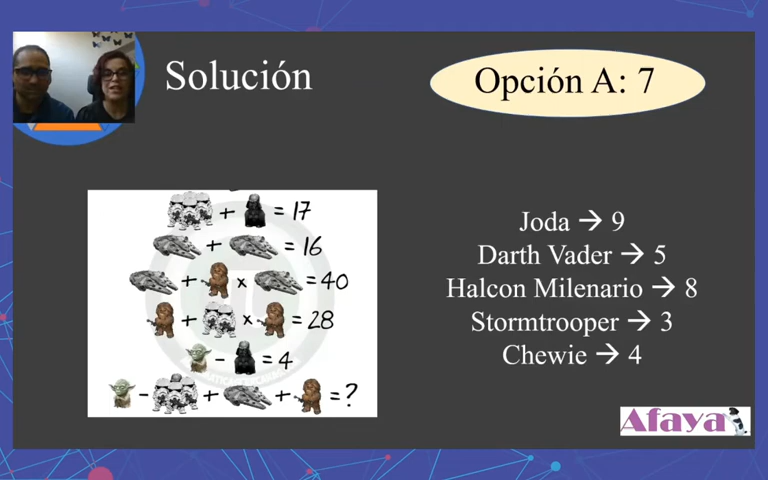 Solución
Opción A: 7
+ = 17
+ = 16
+ x = 40
+ x = 28
- = 4
- + + = ?
Joda → 9
Darth Vader → 5
Halcon Milenario → 8
Stormtrooper → 3
Chewie → 4
Afaya